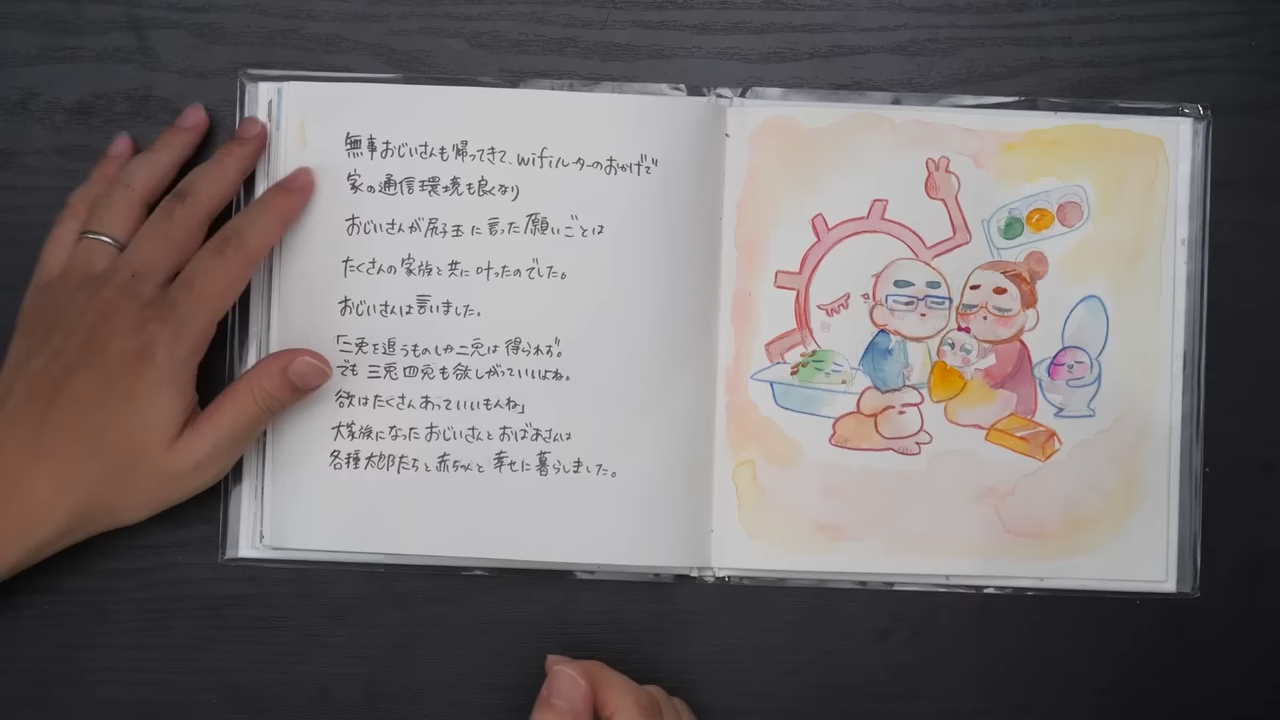 無事おじいさんも帰ってきて、wifiルーターのおかげで
家の通信環境も良くなり
おじいさんが尻子玉に言った願いごとは
たくさんの家族と共に叶ったのでした。
おじいさんは言いました。
「二兎を追うものしか二兎は得られず。
でも三兎四兎も欲しがっていいよね。
欲はたくさんあっていいもんね」
大家族になったおじいさんとおばあさんは
各種太郎たちと赤ちゃんと幸せに暮らしました。